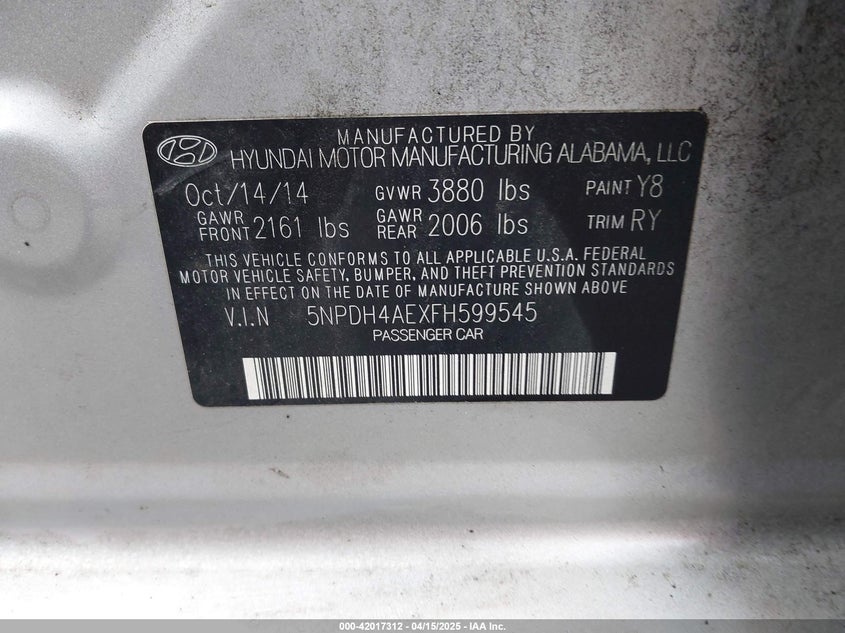 MANUFACTURED BY
HYUNDAI MOTOR MANUFACTURING ALABAMA, LLC
Oct/14/14 GVWR 3880 lbs PAINT Y8
GAWR FRONT 2161 lbs GAWR REAR 2006 lbs TRIM RY
THIS VEHICLE CONFORMS TO ALL APPLICABLE U.S.A. FEDERAL
MOTOR VEHICLE SAFETY, BUMPER, AND THEFT PREVENTION STANDARDS
IN EFFECT ON THE DATE OF MANUFACTURE SHOWN ABOVE
V.I.N 5NPDH4AEXFH599545
PASSENGER CAR
000-42017312 - 04/15/2025 - IAA Inc.